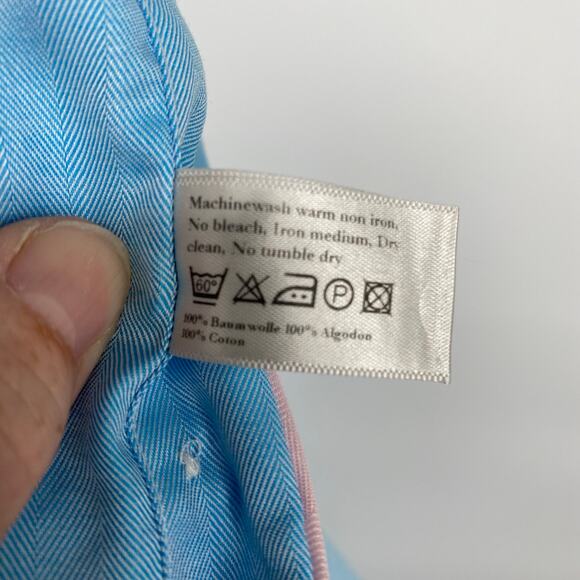 Machinewash warm non iron,
No bleach, Iron medium, Dry
clean, No tumble dry
60° P
100% Baumwolle 100% Algodon
100% Coton